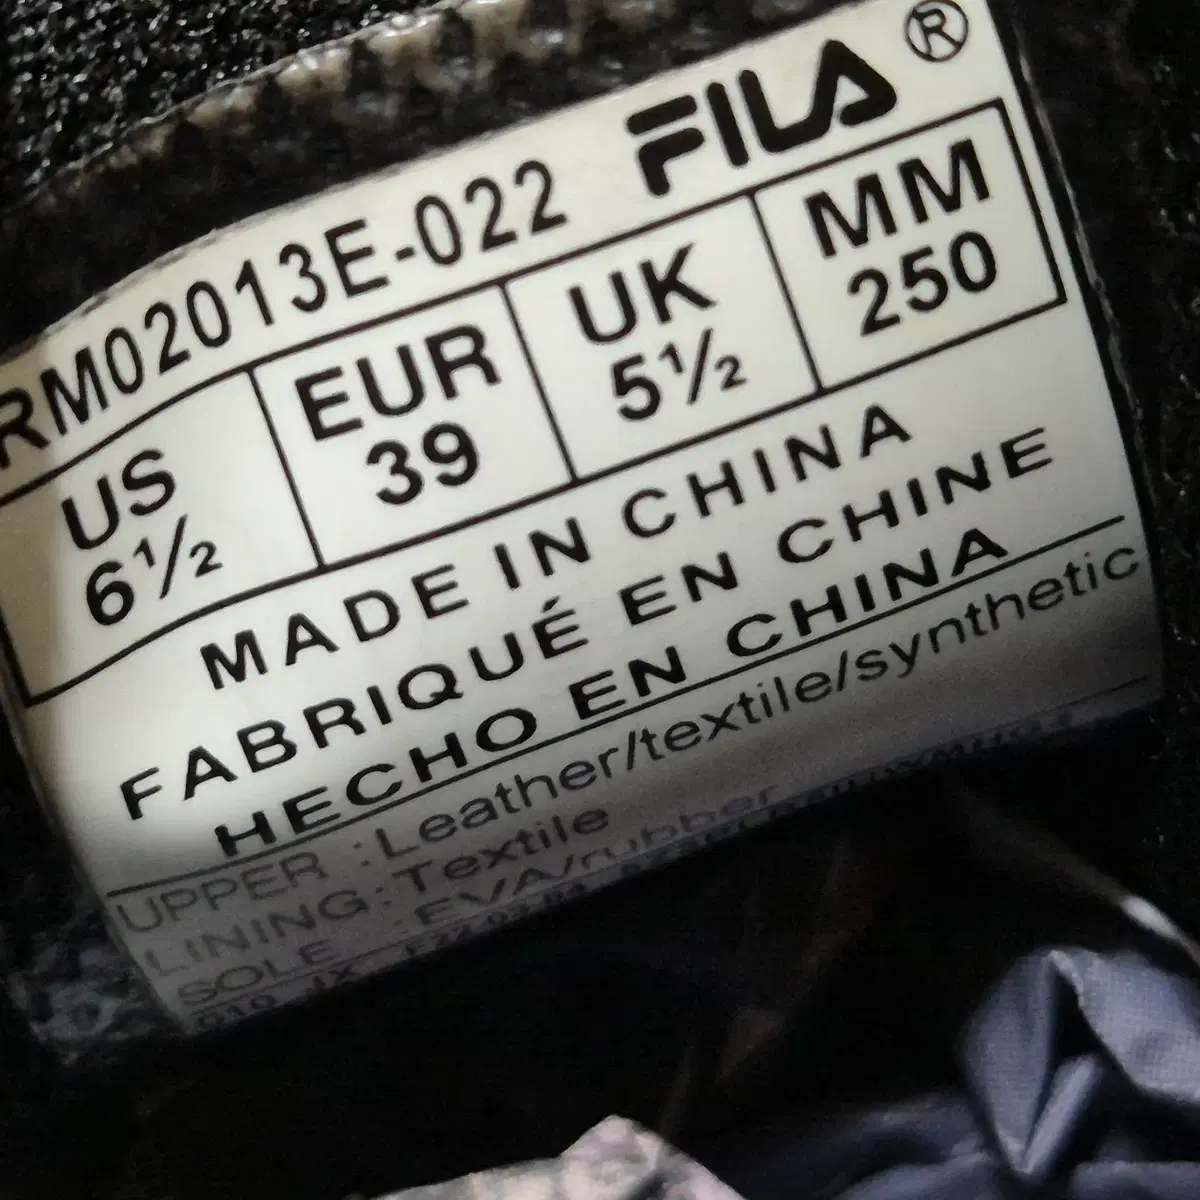 FILA®
RM02013E-022
US EUR UK MM
6½ 39 5½ 250
MADE IN CHINA
FABRIQUÉ EN CHINE
HECHO EN CHINA
UPPER :Leather/textile/synthetic
LINING:Textile
SOLE :EVA/rubber